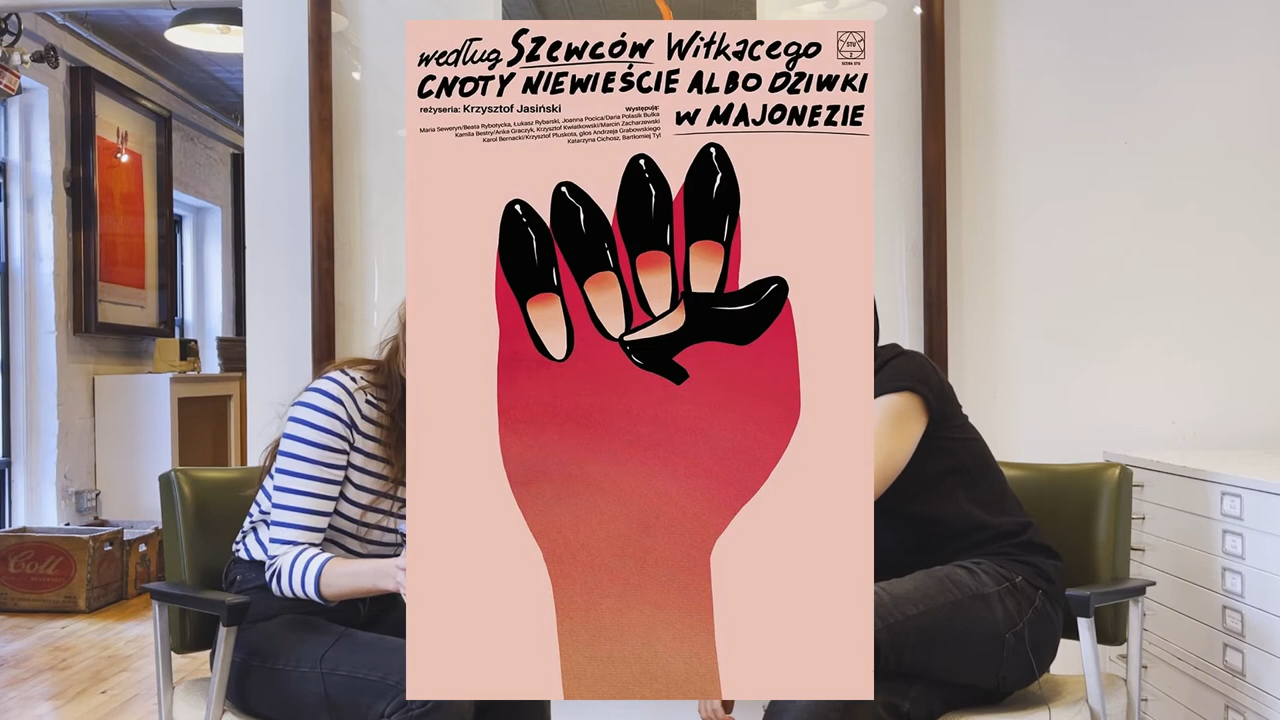 według Szewców Witkacego
CNOTY NIEWIEŚCIE ALBO DZIWKI
W MAJONEZIE
reżyseria: Krzysztof Jasiński
Występują:
Maria Seweryn/Beata Rybotycka, Łukasz Rybarski, Joanna Pocica/Daria Polasik Bułka
Kamila Bestry/Anka Graczyk, Krzysztof Kwiatkowski/Marcin Zacharzewski
Karol Bernacki/Krzysztof Pluskota, głos Andrzeja Grabowskiego
Katarzyna Cichosz, Bartłomiej Tyl
STU
SCENA STU
Coll